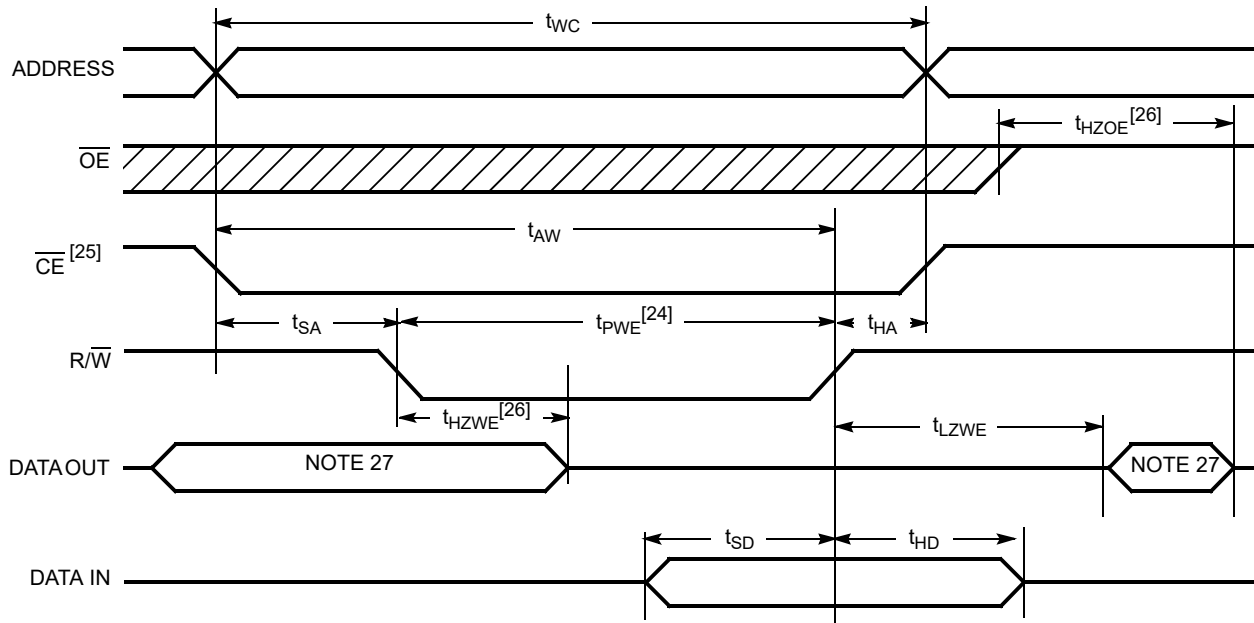 tWC
ADDRESS
tHZOE[26]
OE
tAW
CE [25]
tSA
tPWE[24]
tHA
R/W
tHZWE[26]
tLZWE
DATA OUT
NOTE 27
NOTE 27
tSD
tHD
DATA IN